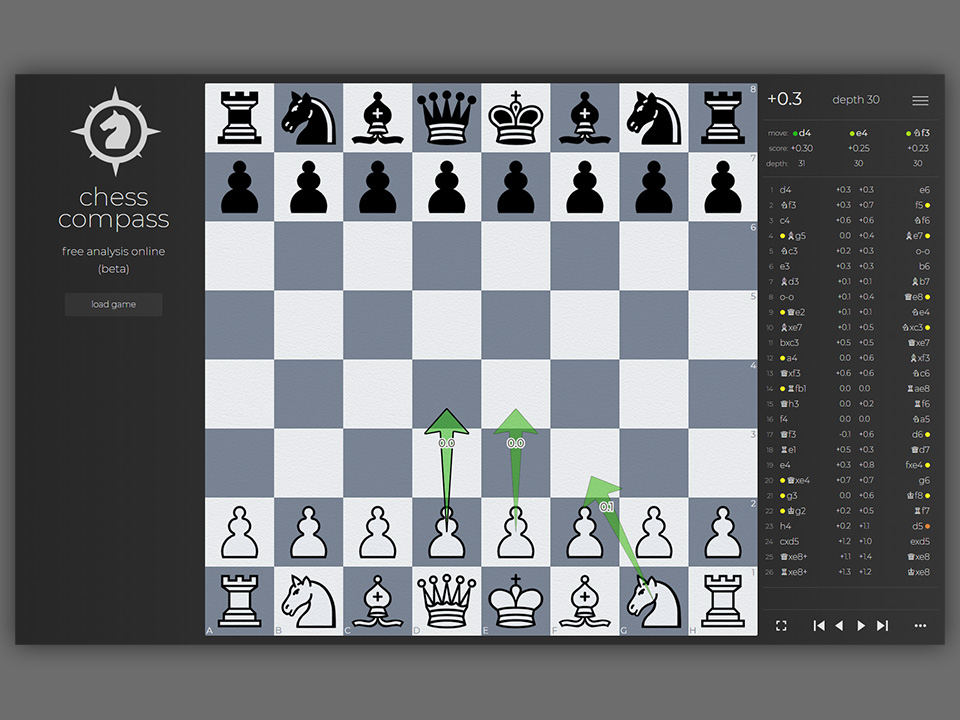 chess
compass
free analysis online
(beta)
load game
8
7
6
5
4
3
2
1
0.0
0.0
0.1
A B C D E F G H
+0.3 depth 30
move: d4 e4 ♘f3
score: +0.30 +0.25 +0.23
depth: 31 30 30
1 d4 +0.3 +0.3 e6
2 ♘f3 +0.3 +0.7 f5
3 c4 +0.6 +0.6 ♘f6
4 ♗g5 0.0 +0.4 ♗e7
5 ♘c3 +0.2 +0.3 o-o
6 e3 +0.3 +0.3 b6
7 ♗d3 +0.1 +0.1 ♗b7
8 o-o +0.1 +0.4 ♕e8
9 ♕e2 +0.1 +0.1 ♘e4
10 ♗xe7 +0.1 +0.5 ♘xc3
11 bxc3 +0.5 +0.5 ♕xe7
12 a4 0.0 +0.6 ♗xf3
13 ♕xf3 +0.6 +0.6 ♘c6
14 ♖fb1 0.0 0.0 ♖ae8
15 ♕h3 0.0 +0.2 ♖f6
16 f4 0.0 0.0 ♘a5
17 ♕f3 -0.1 +0.6 d6
18 ♖e1 +0.5 +0.3 ♕d7
19 e4 +0.3 +0.8 fxe4
20 ♕xe4 +0.7 +0.7 g6
21 g3 0.0 +0.6 ♔f8
22 ♔g2 +0.2 +0.5 ♖f7
23 h4 +0.2 +1.1 d5
24 cxd5 +1.2 +1.0 exd5
25 ♕xe8+ +1.1 +1.4 ♕xe8
26 ♖xe8+ +1.3 +1.2 ♔xe8